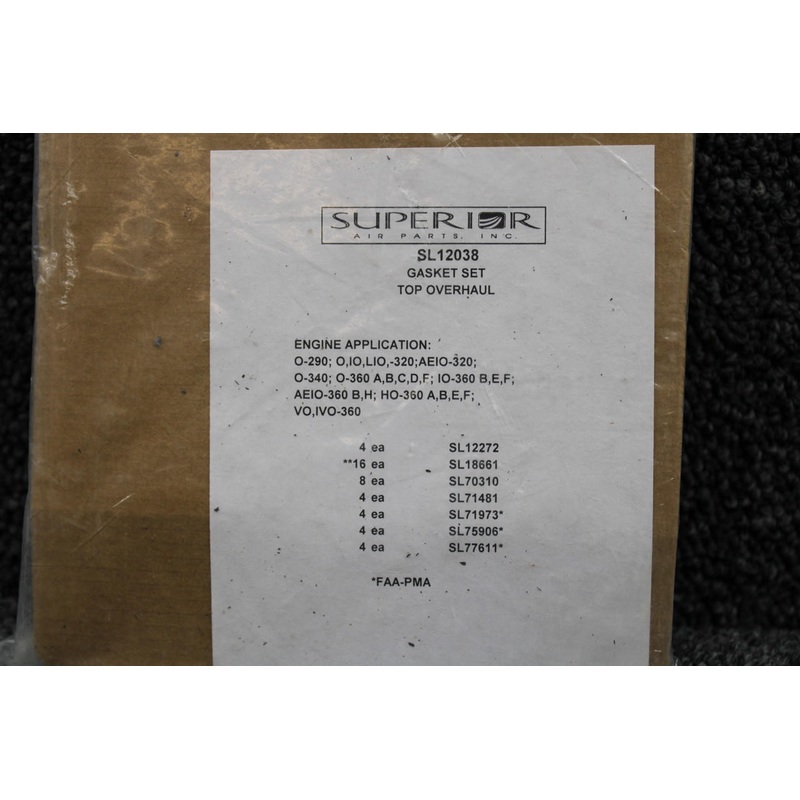 SUPERIOR
AIR PARTS, INC.
SL12038
GASKET SET
TOP OVERHAUL
ENGINE APPLICATION:
O-290; O,IO,LIO,-320;AEIO-320;
O-340; O-360 A,B,C,D,F; IO-360 B,E,F;
AEIO-360 B,H; HO-360 A,B,E,F;
VO,IVO-360
4 ea SL12272
**16 ea SL18661
8 ea SL70310
4 ea SL71481
4 ea SL71973*
4 ea SL75906*
4 ea SL77611*
*FAA-PMA